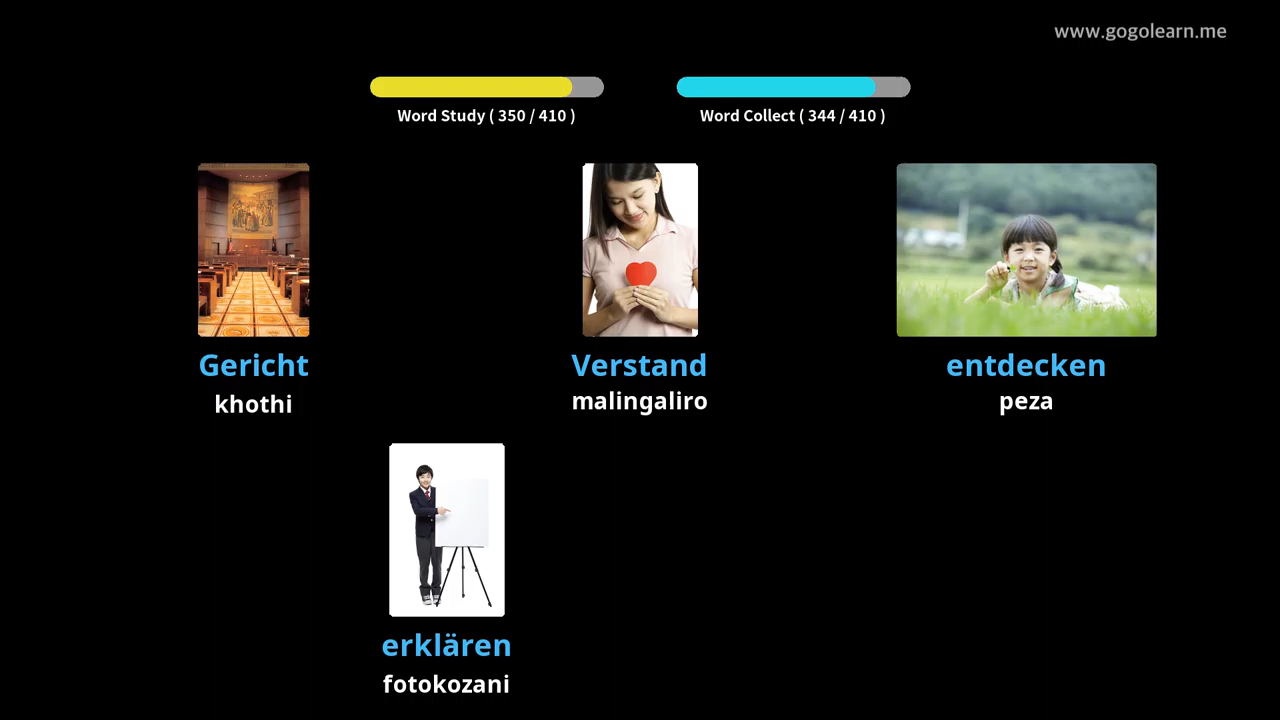 www.gogolearn.me
Word Study ( 350 / 410 )
Word Collect ( 344 / 410 )
Gericht
khothi
Verstand
malingaliro
entdecken
peza
erklären
fotokozani